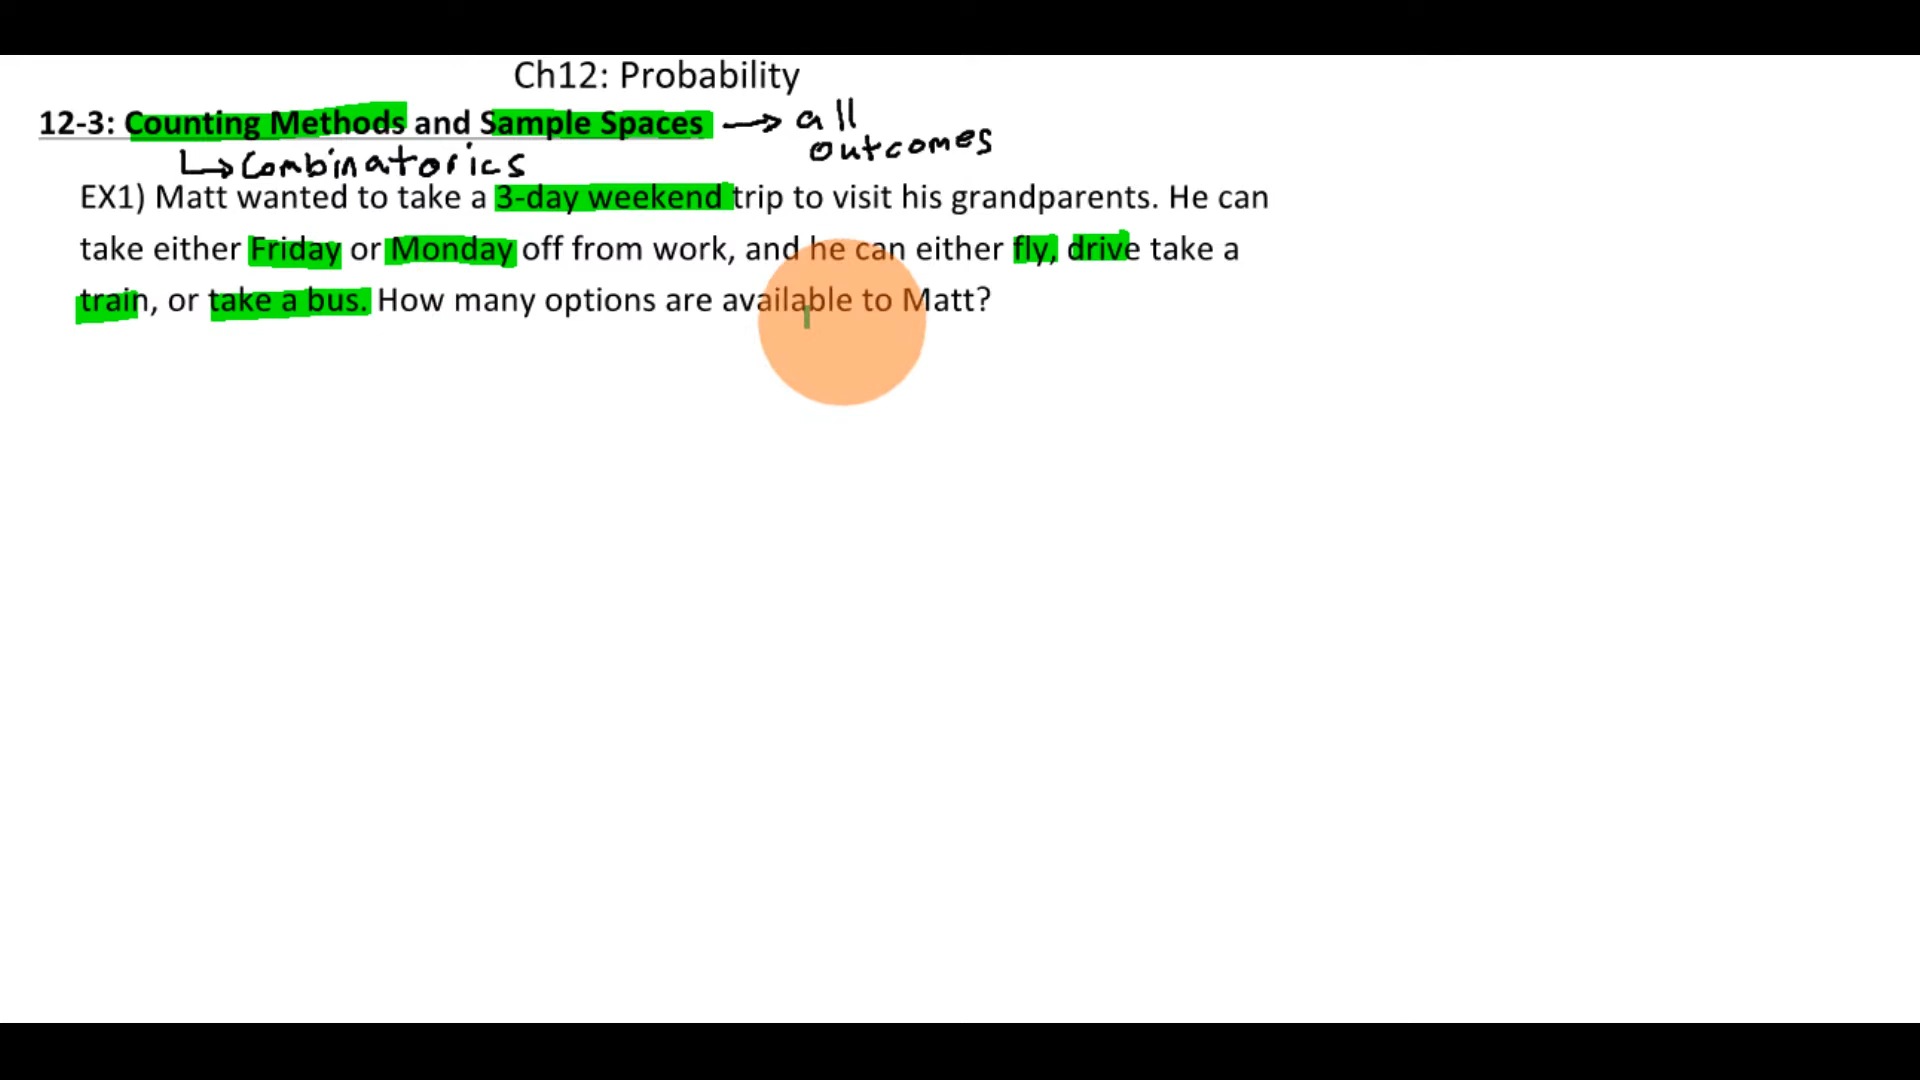 Ch12: Probability
12-3: Counting Methods and Sample Spaces → all
outcomes
↳ Combinatorics
EX1) Matt wanted to take a 3-day weekend trip to visit his grandparents. He can
take either Friday or Monday off from work, and he can either fly, drive take a
train, or take a bus. How many options are available to Matt?